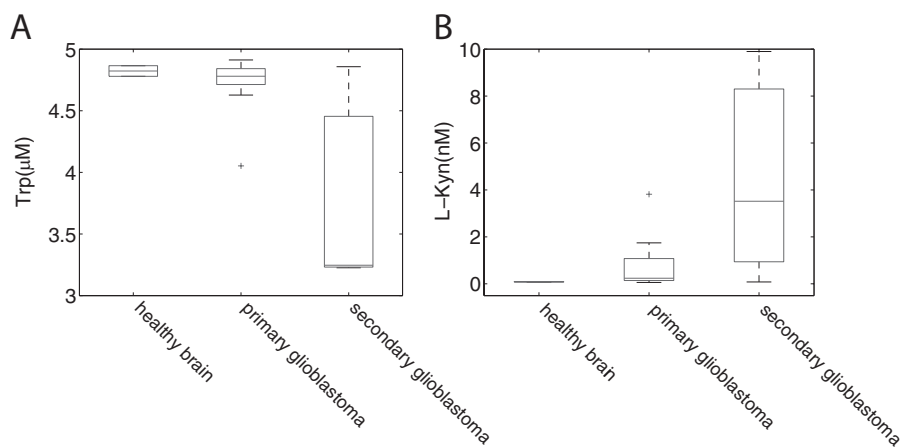 A
B
Trp(μM)
5
4.5
4
3.5
3
healthy brain
primary glioblastoma
secondary glioblastoma
L−Kyn(nM)
10
8
6
4
2
0
healthy bran
primary glioblastoma
secondary glioblastoma